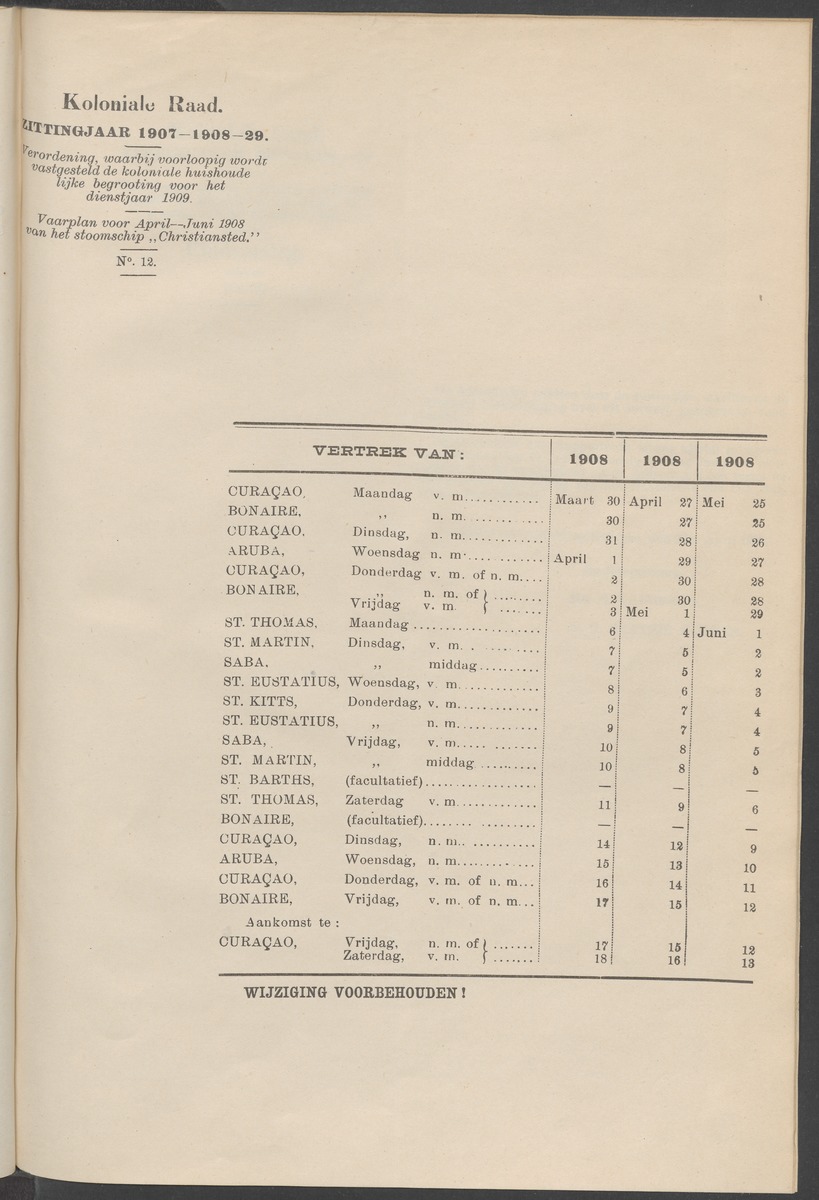 Koloniale Raad.
ZITTINGJAAR 1907—1908—29.
Verordening, waarbij voorloopig wordt
vastgesteld de koloniale huishoude
lijke begrooting voor het
dienstjaar 1909.
Vaarplan voor April—Juni 1908
van het stoomschip „Christiansted."
No. 12.
VERTREK VAN: 1908 1908 1908
CURAÇAO, Maandag v. m. Maart 30 April 27 Mei 25
BONAIRE, „ n. m. 30 27 25
CURAÇAO, Dinsdag, n. m. 31 28 26
ARUBA, Woensdag n. m. April 1 29 27
CURAÇAO, Donderdag v. m. of n. m. 2 30 28
BONAIRE, „ n. m. of 2 30 28
Vrijdag v. m. 3 Mei 1 29
ST. THOMAS, Maandag 6 4 Juni 1
ST. MARTIN, Dinsdag, v. m. 7 5 2
SABA, „ middag 7 5 2
ST. EUSTATIUS, Woensdag, v. m. 8 6 3
ST. KITTS, Donderdag, v. m. 9 7 4
ST. EUSTATIUS, „ n. m. 9 7 4
SABA, Vrijdag, v. m. 10 8 5
ST. MARTIN, „ middag 10 8 5
ST. BARTHS, (facultatief) — — —
ST. THOMAS, Zaterdag v. m. 11 9 6
BONAIRE, (facultatief) — — —
CURAÇAO, Dinsdag, n. m. 14 12 9
ARUBA, Woensdag, n. m. 15 13 10
CURAÇAO, Donderdag, v. m. of n. m. 16 14 11
BONAIRE, Vrijdag, v. m. of n. m. 17 15 12
Aankomst te :
CURAÇAO, Vrijdag, n. m. of 17 15 12
Zaterdag, v. m. 18 16 13
WIJZIGING VOORBEHOUDEN !